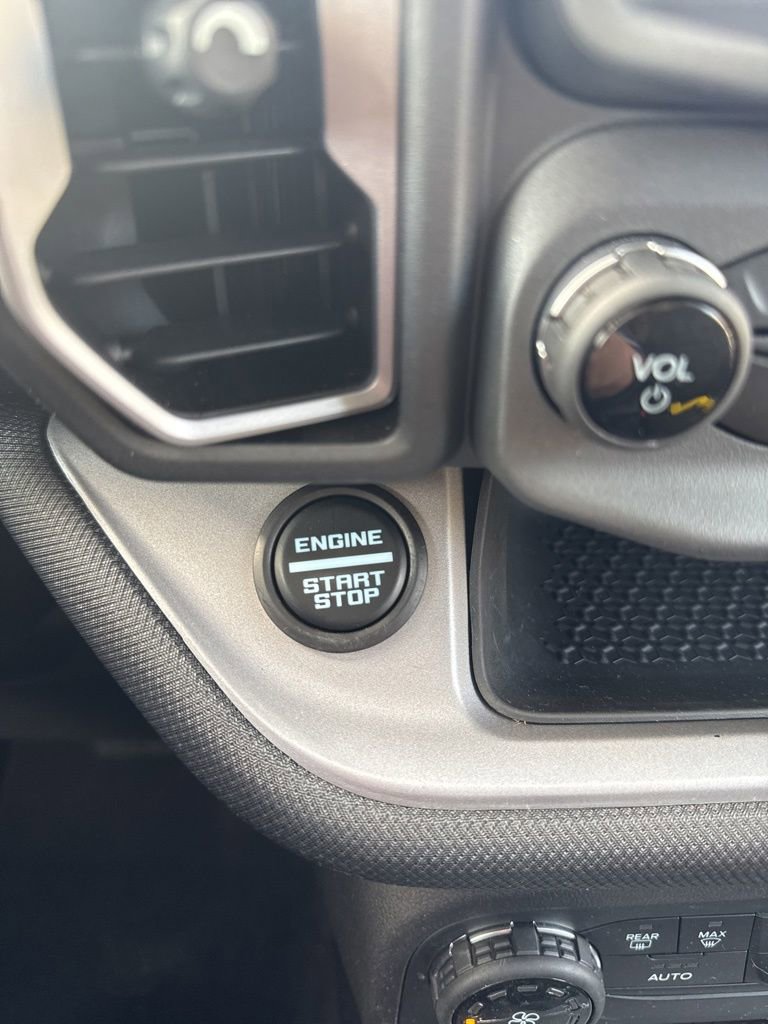 VOL
ENGINE
START
STOP
REAR
MAX
AUTO